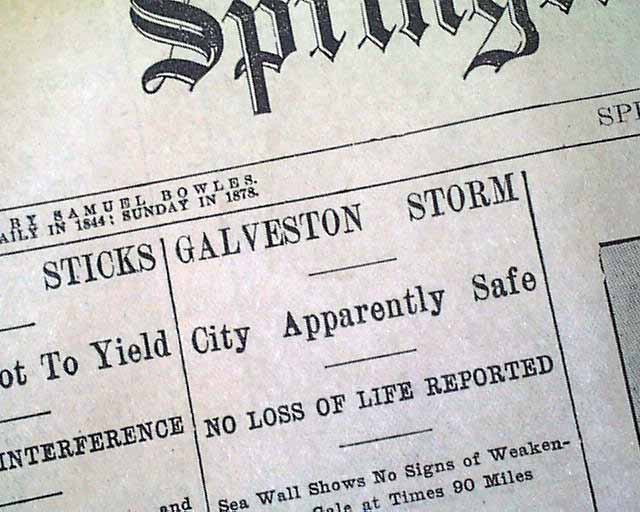 Spring
SPRI
BY SAMUEL BOWLES.
DAILY IN 1844; SUNDAY IN 1878.
STICKS
ot To Yield
INTERFERENCE
and
GALVESTON STORM
City Apparently Safe
NO LOSS OF LIFE REPORTED
Sea Wall Shows No Signs of Weaken-
Gale at Times 90 Miles